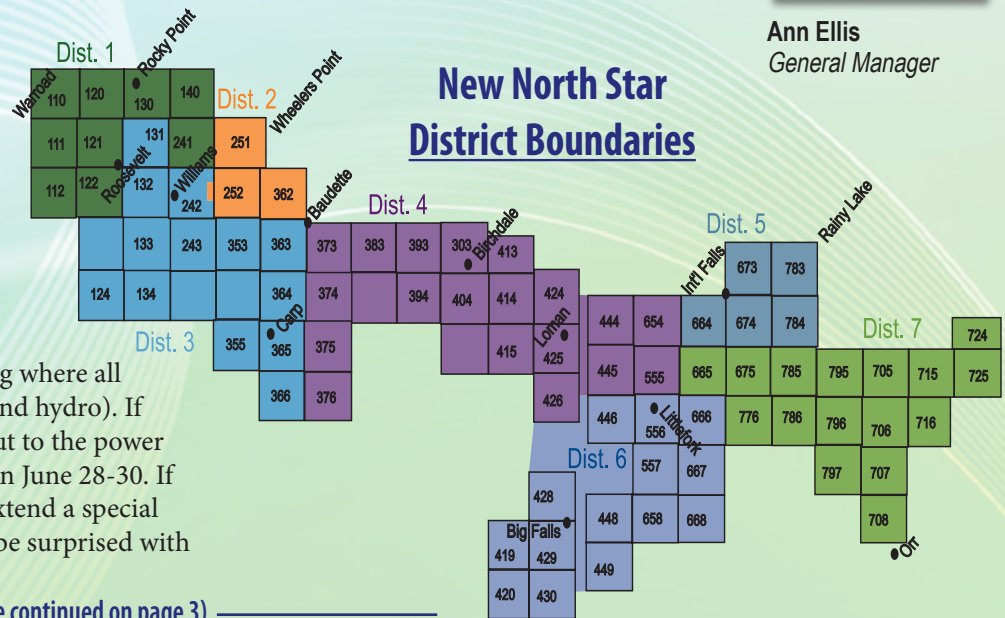 Ann Ellis
General Manager
New North Star
District Boundaries
Dist. 1
Warroad
Rocky Point
110 120 130 140
Dist. 2
Wheelers Point
111 121 131 241 251
Roosevelt
Williams
112 122 132 242 252 362
Baudette
Dist. 4
133 243 353 363 373 383 393 303 413
Birchdale
124 134 364 374 394 404 414 424
Dist. 3
Carp
Loman
355 365 375 415 425
366 376 426
Dist. 5
Int'l Falls
Rainy Lake
673 783
444 654 664 674 784
Dist. 7
724
445 555 665 675 785 795 705 715 725
446 556 666 776 786 796 706 716
Littlefork
Dist. 6
557 667 797 707
428 448 658 668 708
Big Falls
Orr
419 429 449
420 430
g where all
nd hydro). If
ut to the power
n June 28-30. If
xtend a special
be surprised with
e continued on page 3)